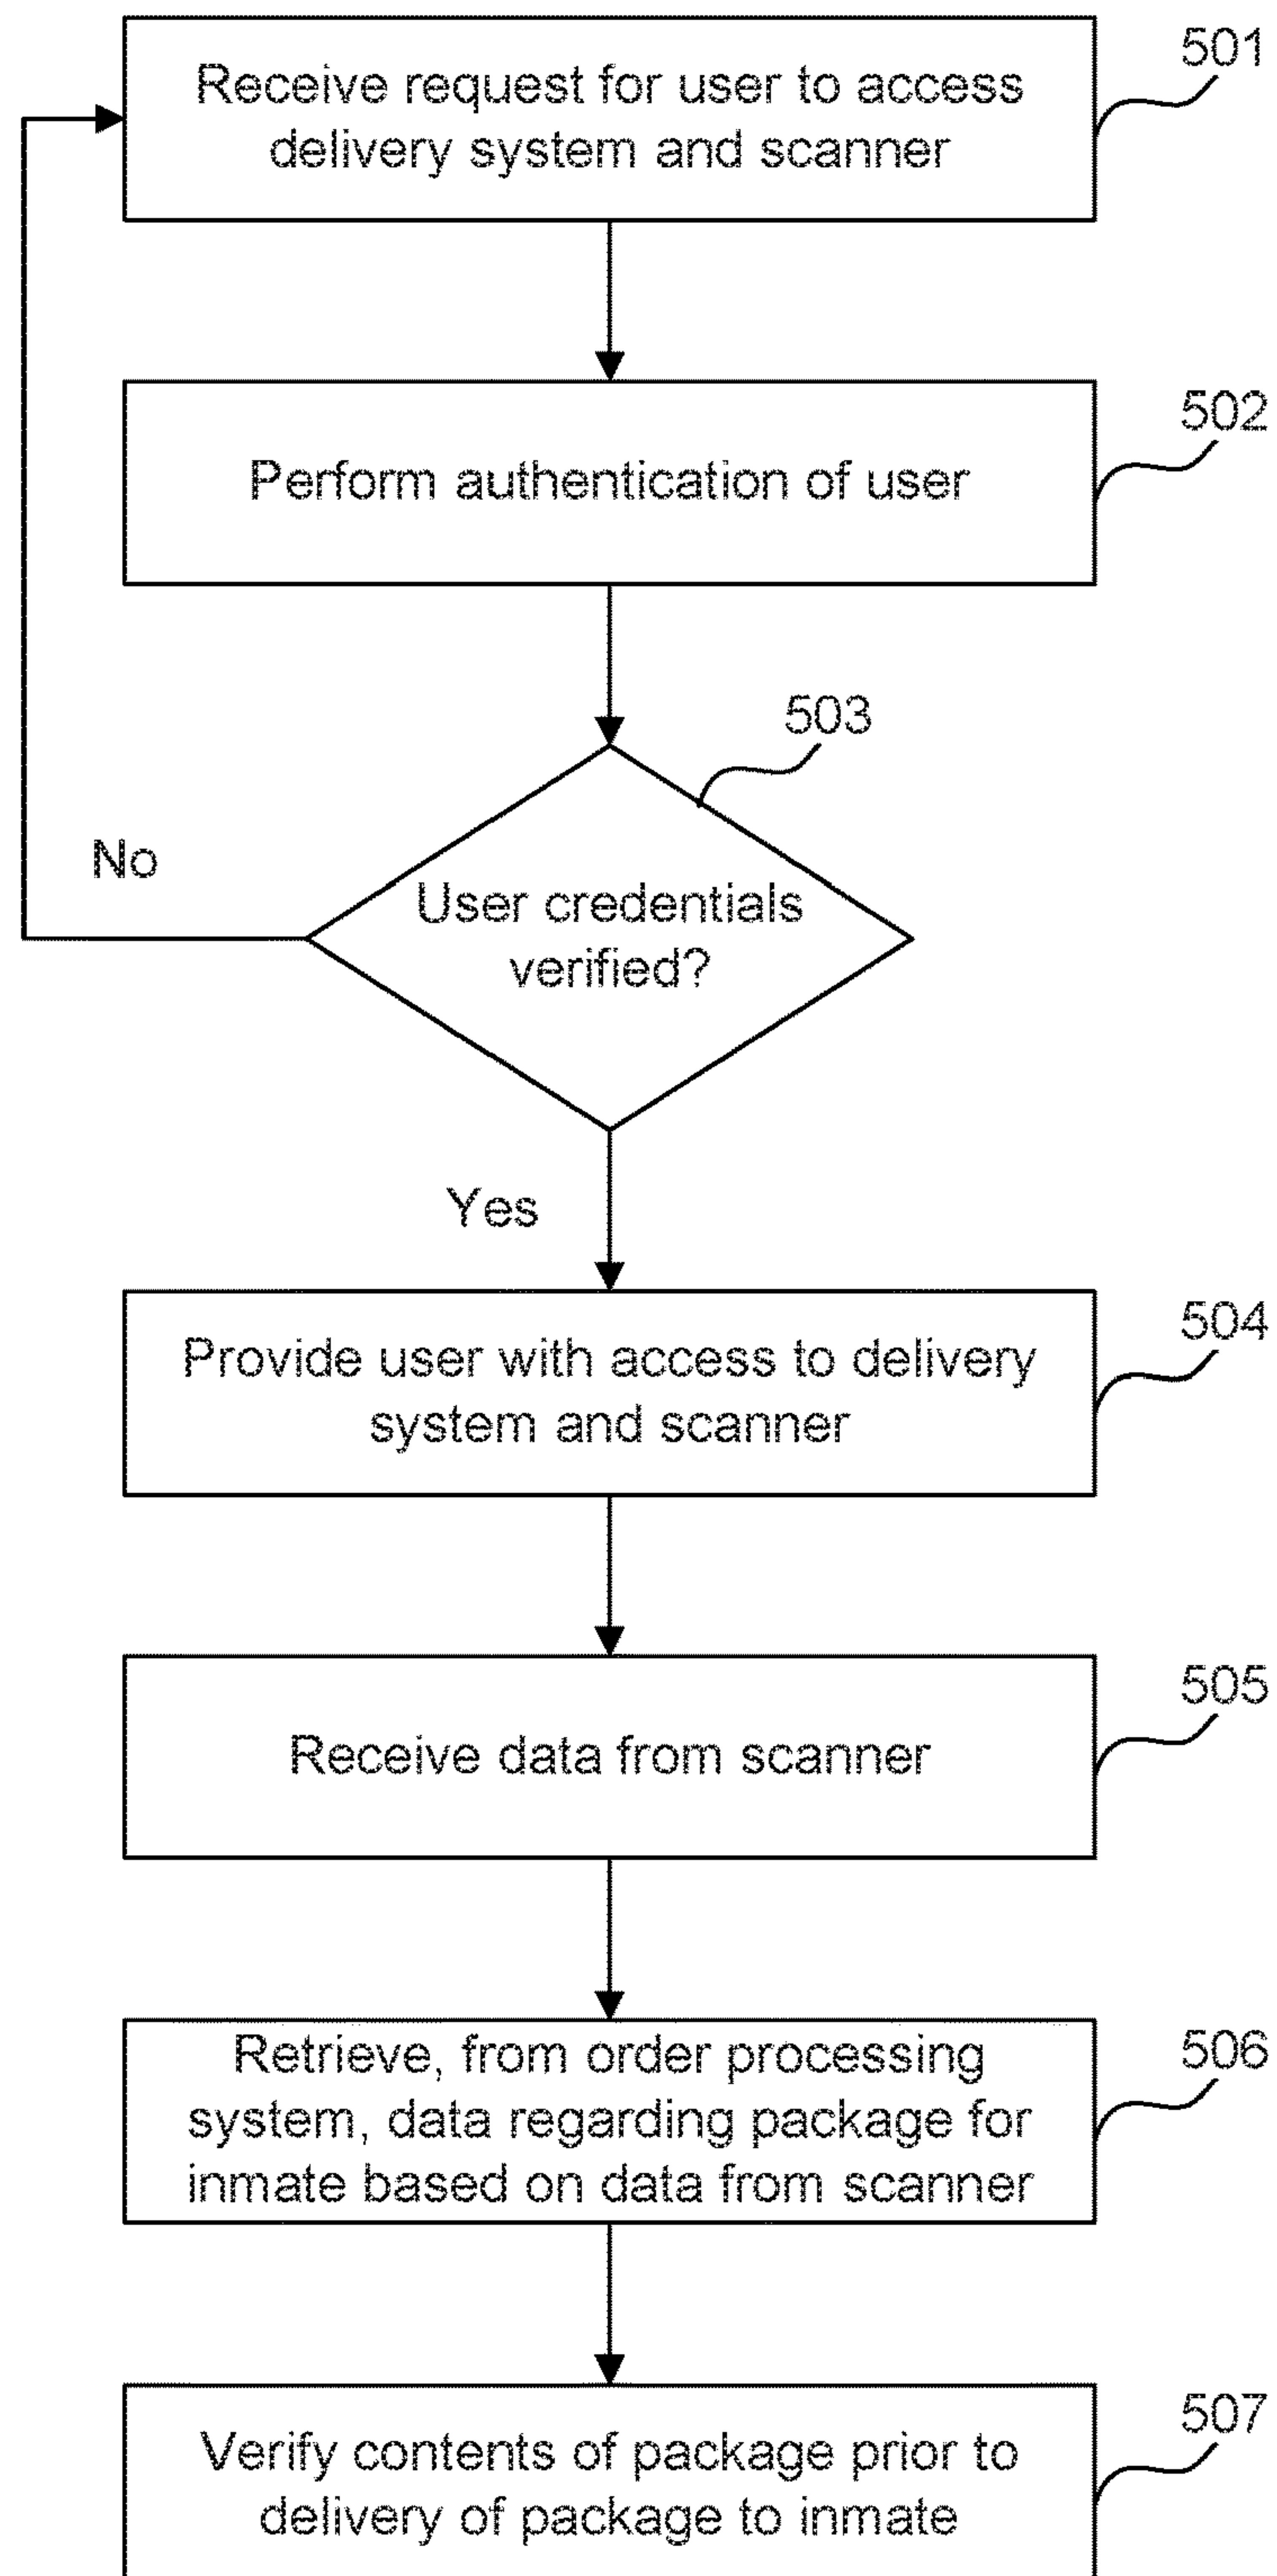 501
Receive request for user to access
delivery system and scanner
502
Perform authentication of user
503
No
User credentials
verified?
Yes
504
Provide user with access to delivery
system and scanner
505
Receive data from scanner
506
Retrieve, from order processing
system, data regarding package for
inmate based on data from scanner
507
Verify contents of package prior to
delivery of package to inmate